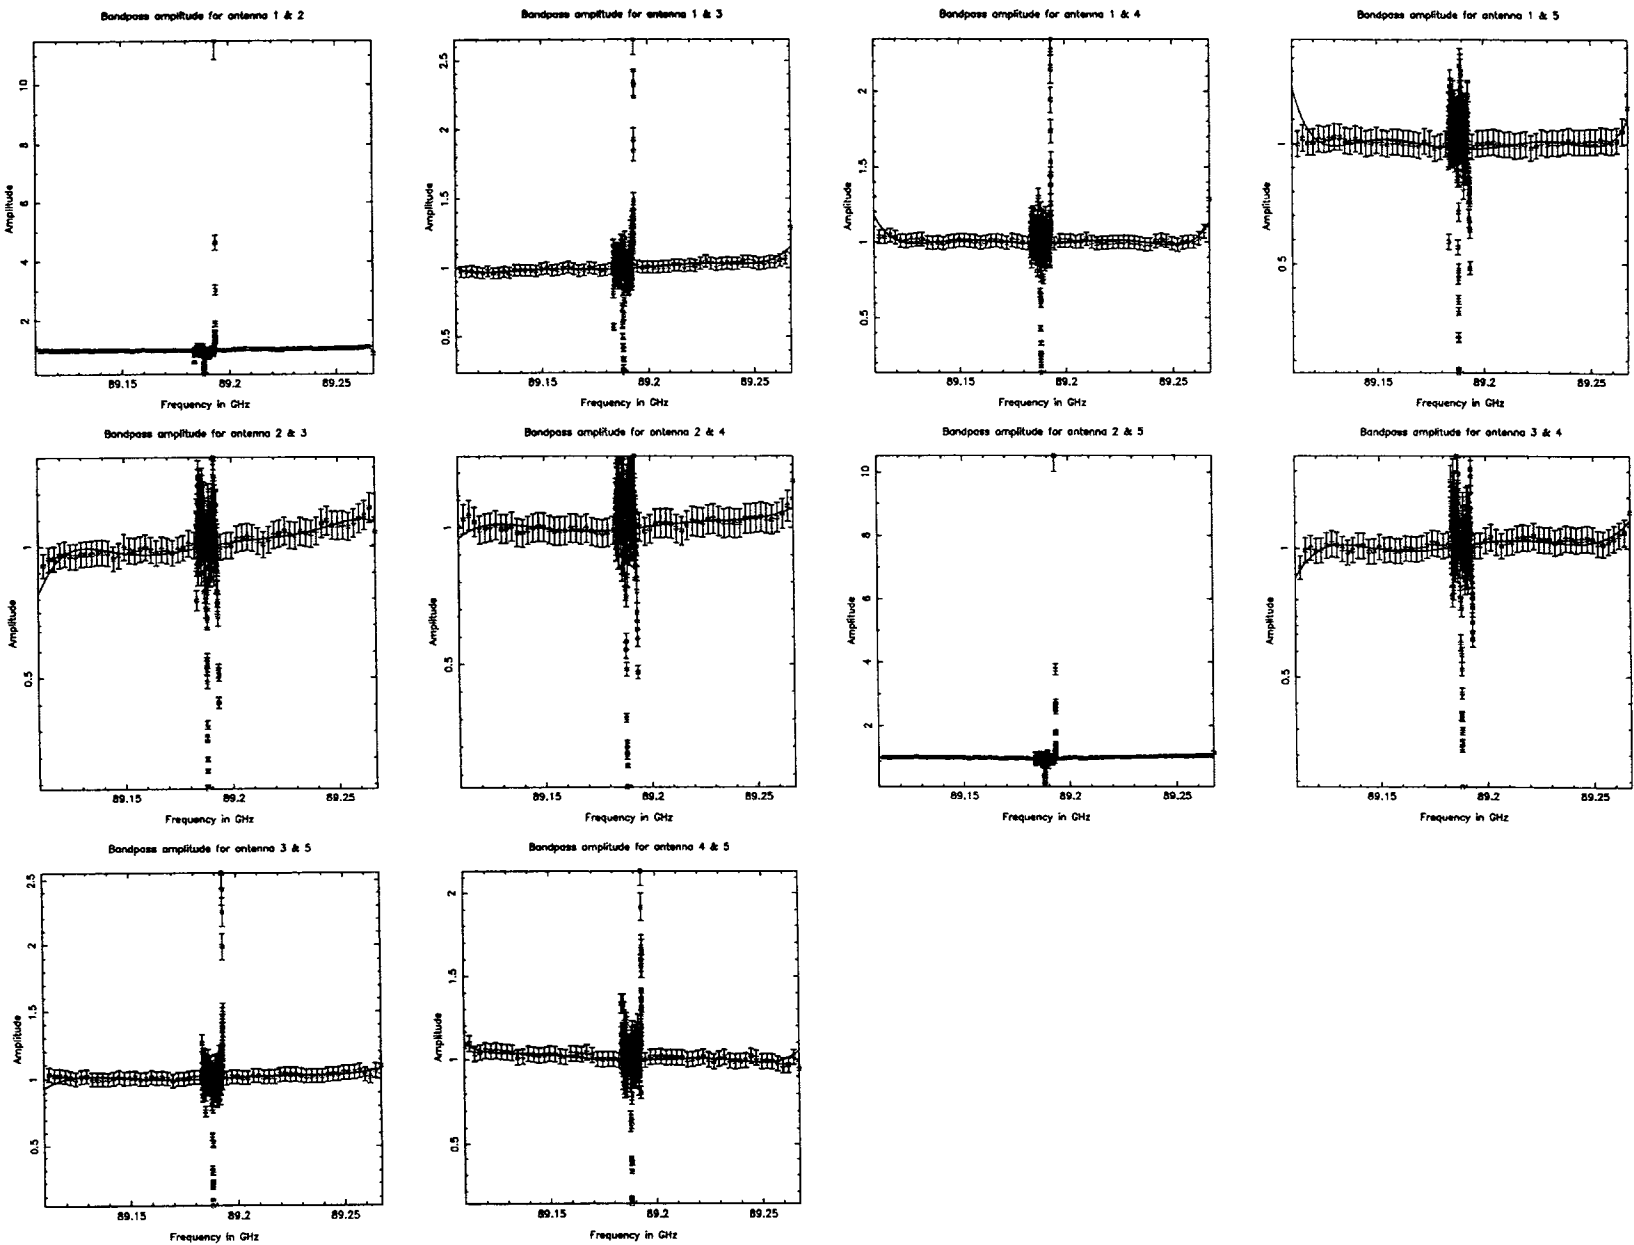 Bandpass amplitude for antenna 1 & 2
Amplitude
10
8
6
4
2
89.15 89.2 89.25
Frequency in GHz
Bandpass amplitude for antenna 1 & 3
Amplitude
2.5
2
1.5
1
0.5
89.15 89.2 89.25
Frequency in GHz
Bandpass amplitude for antenna 1 & 4
Amplitude
2
1.5
1
0.5
89.15 89.2 89.25
Frequency in GHz
Bandpass amplitude for antenna 1 & 5
Amplitude
1
0.5
89.15 89.2 89.25
Frequency in GHz
Bandpass amplitude for antenna 2 & 3
Amplitude
1
0.5
89.15 89.2 89.25
Frequency in GHz
Bandpass amplitude for antenna 2 & 4
Amplitude
1
0.5
89.15 89.2 89.25
Frequency in GHz
Bandpass amplitude for antenna 2 & 5
Amplitude
10
8
6
4
2
89.15 89.2 89.25
Frequency in GHz
Bandpass amplitude for antenna 3 & 4
Amplitude
1
0.5
89.15 89.2 89.25
Frequency in GHz
Bandpass amplitude for antenna 3 & 5
Amplitude
2.5
2
1.5
1
0.5
89.15 89.2 89.25
Frequency in GHz
Bandpass amplitude for antenna 4 & 5
Amplitude
2
1.5
1
0.5
89.15 89.2 89.25
Frequency in GHz